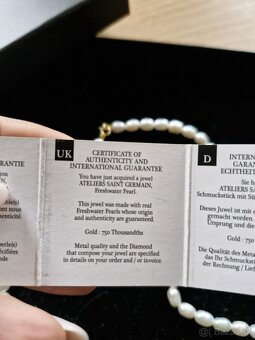 ARANTIE
UK
CERTIFICATE OF
AUTHENTICITY AND
INTERNATIONAL GUARANTEE
You have just acquired a jewel
ATELIERS SAINT GERMAIN,
Freshwater Pearl.
This jewel was made with real
Freshwater Pearls whose origin
and authenticity are guaranteed.
Gold : 750 Thousandths
Metal quality and the Diamond
that compose your jewel are specified
in details on your order and / or invoice.
D
INTERN
GARAN
ECHTHEITS
Sie h
ATELIERS S
Schmuckstück mit Sü
Dieses Juwel ist mit e
gemacht worden.
Ursprung und die
Gold : 750
Die Qualität des Metal
das Ihr Schmuckst
der Rechnung / Lief